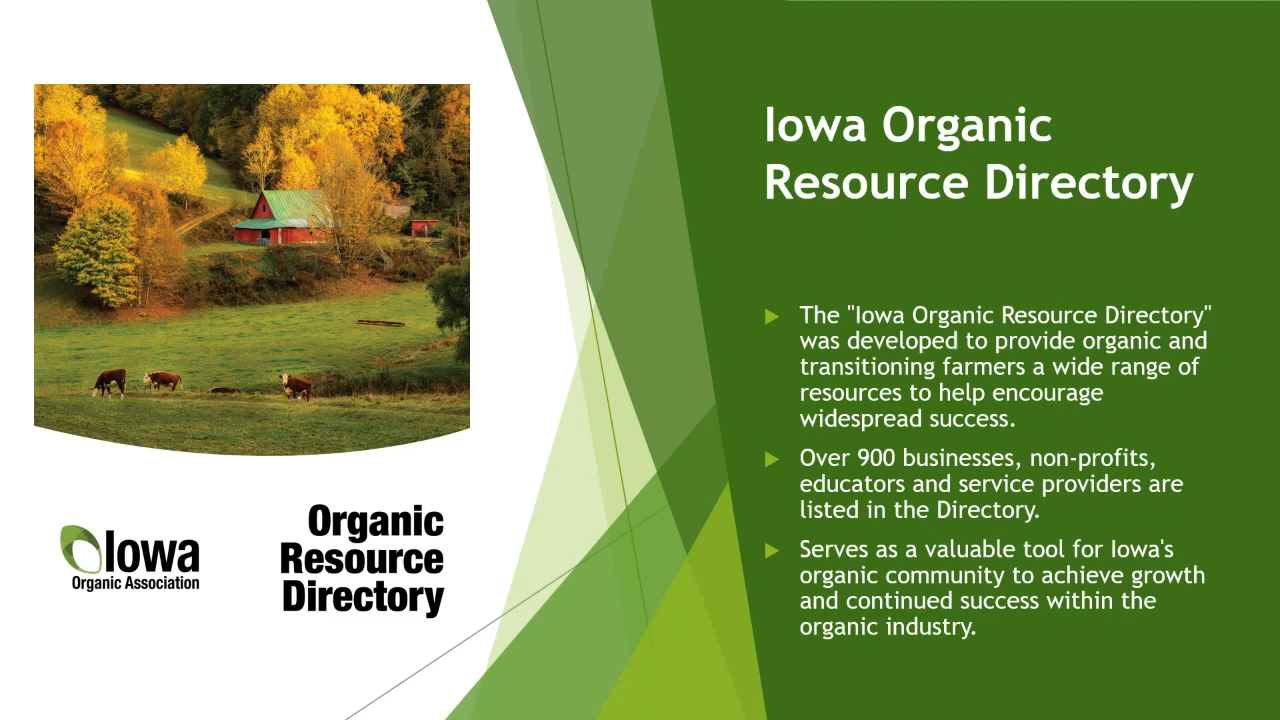 Iowa
Organic Association
Organic
Resource
Directory
Iowa Organic
Resource Directory
The "Iowa Organic Resource Directory"
was developed to provide organic and
transitioning farmers a wide range of
resources to help encourage
widespread success.
Over 900 businesses, non-profits,
educators and service providers are
listed in the Directory.
Serves as a valuable tool for Iowa's
organic community to achieve growth
and continued success within the
organic industry.